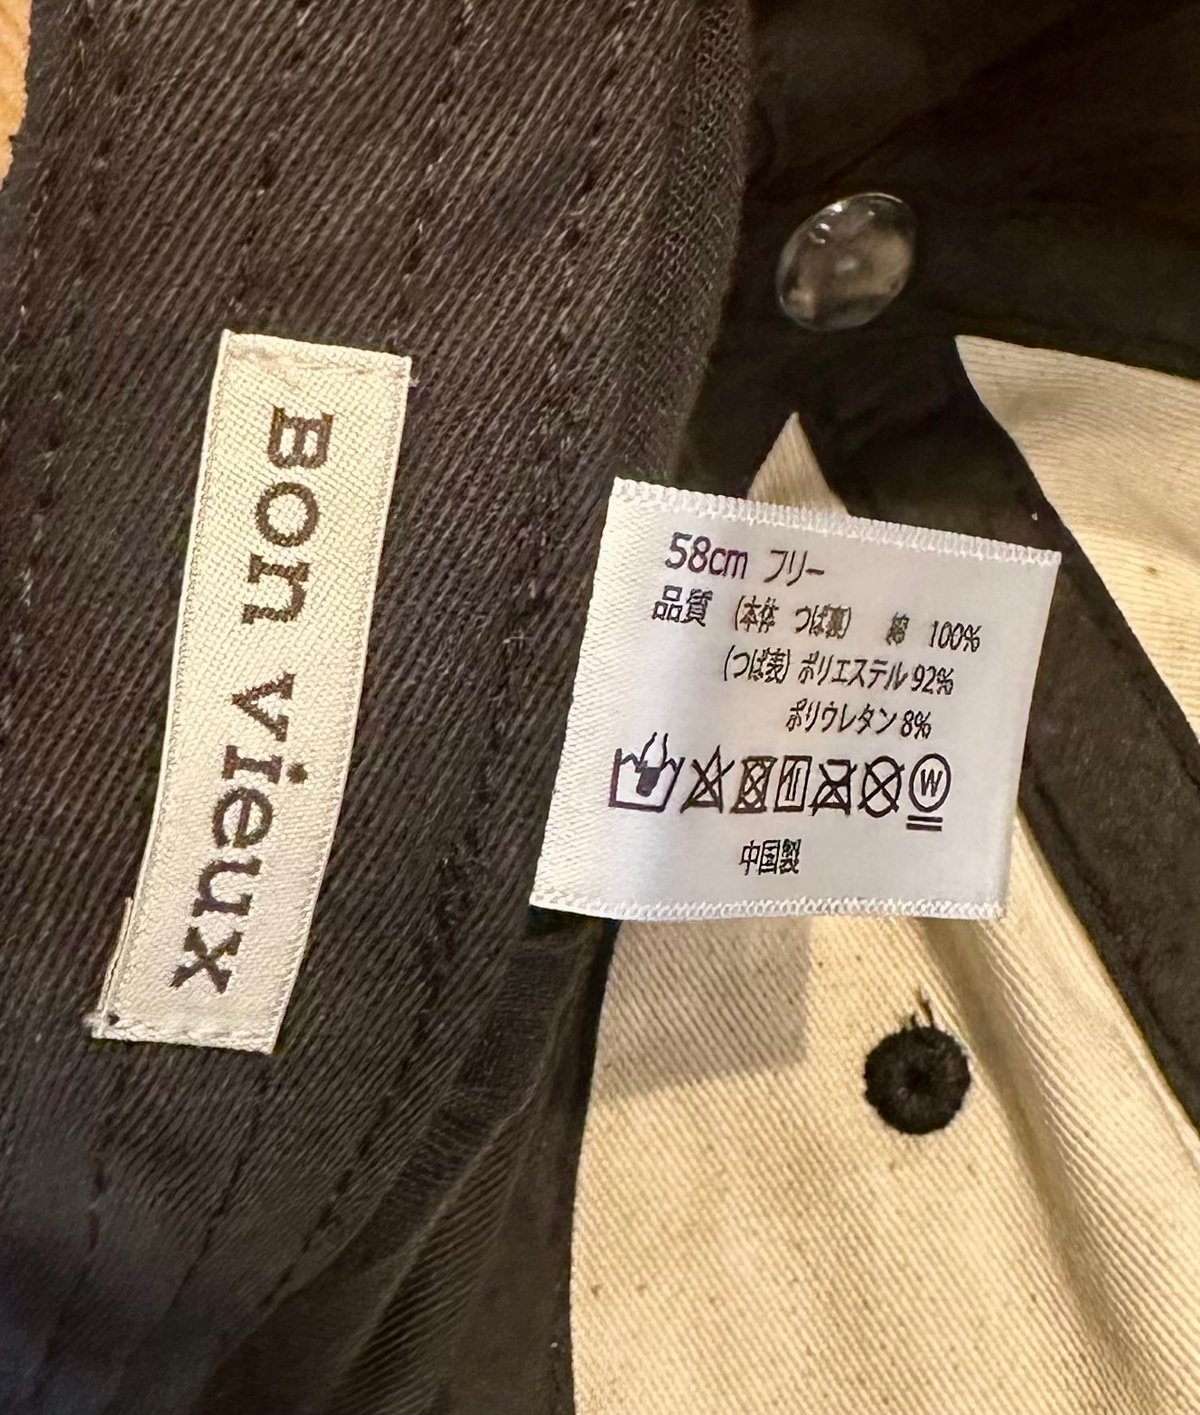 Bon vieux
58cm フリー
品質 (本体 つば裏) 綿 100%
(つば表) ポリエステル 92%
ポリウレタン 8%
W
中国製